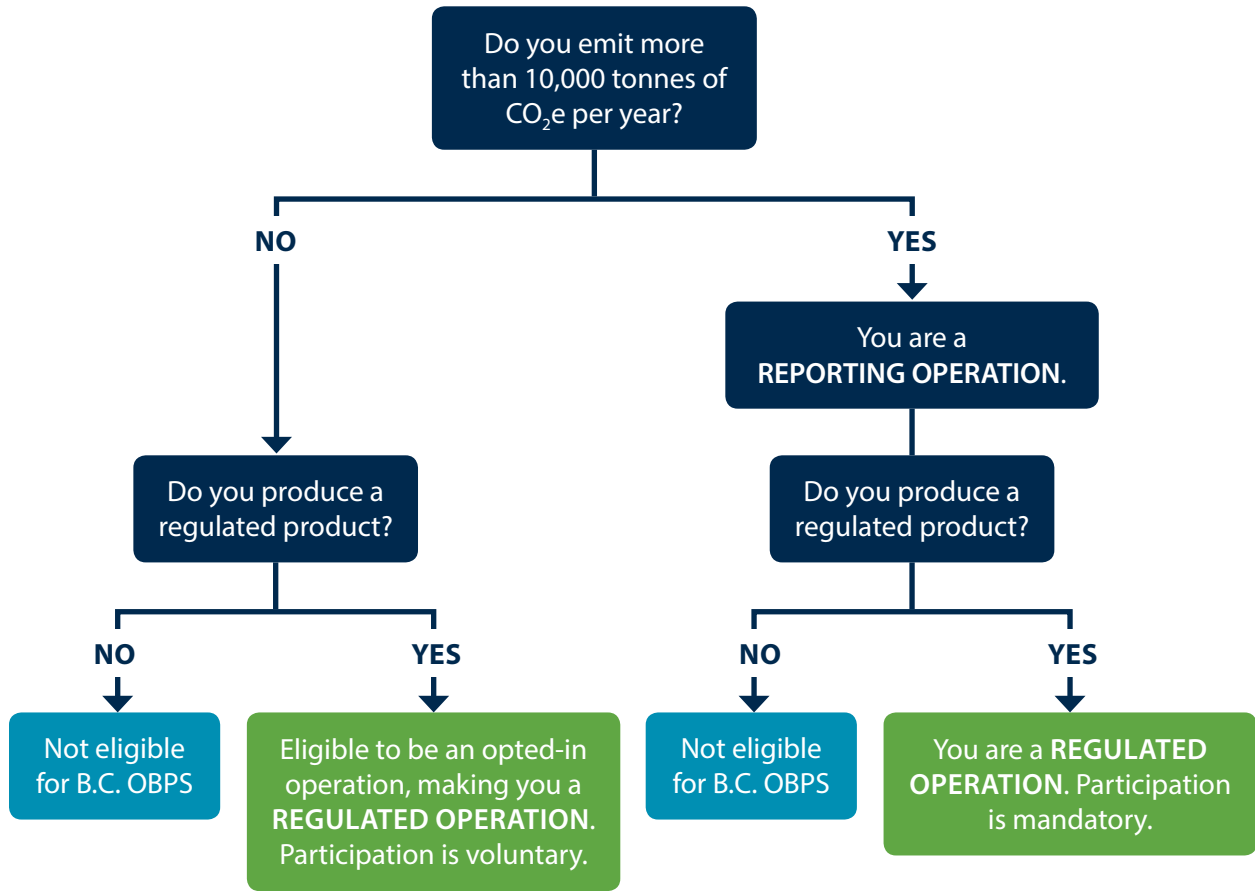 Do you emit more
than 10,000 tonnes of
CO₂e per year?
NO
YES
You are a
REPORTING OPERATION.
Do you produce a
regulated product?
Do you produce a
regulated product?
NO
YES
NO
YES
Not eligible
for B.C. OBPS
Eligible to be an opted-in
operation, making you a
REGULATED OPERATION.
Participation is voluntary.
Not eligible
for B.C. OBPS
You are a REGULATED
OPERATION. Participation
is mandatory.